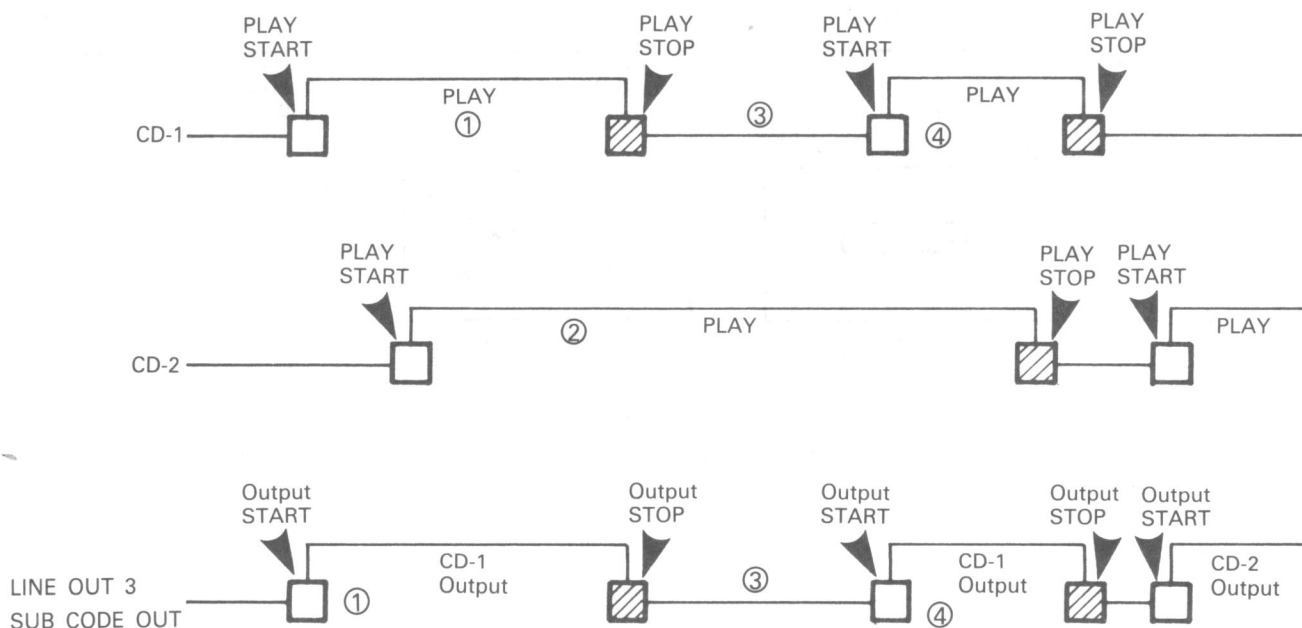 PLAY
START
PLAY
STOP
PLAY
START
PLAY
STOP
PLAY
PLAY
CD-1
①
③
④
PLAY
START
PLAY
STOP
PLAY
START
②
PLAY
PLAY
CD-2
Output
START
Output
STOP
Output
START
Output
STOP
Output
START
CD-1
Output
CD-1
Output
CD-2
Output
LINE OUT 3
SUB CODE OUT
①
③
④